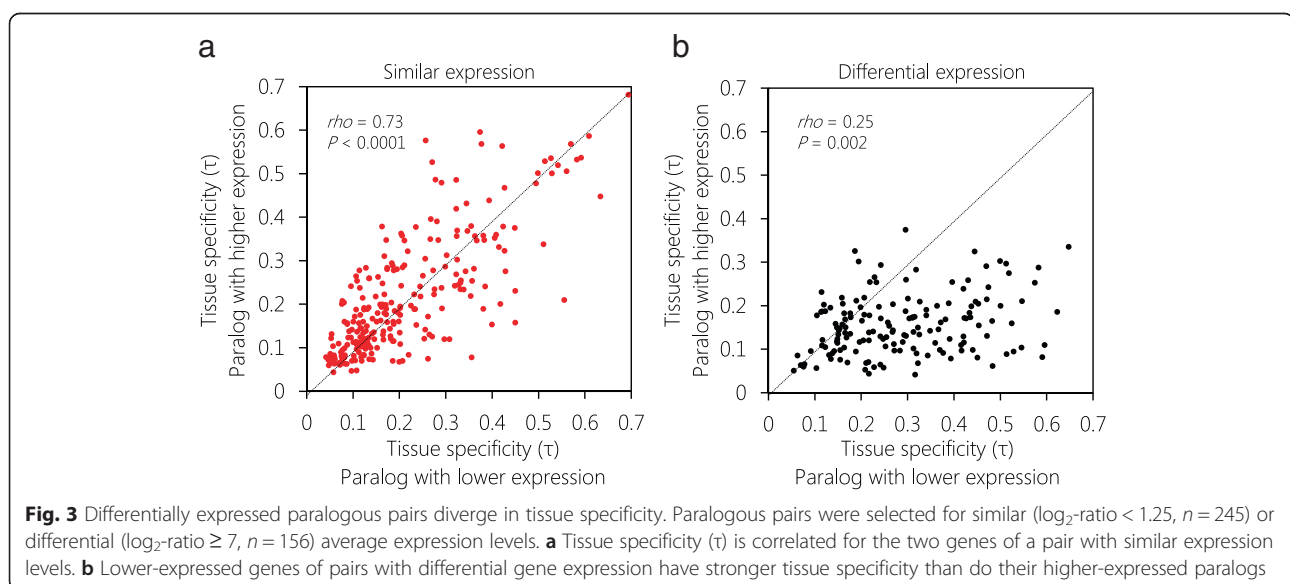 a
Similar expression
Tissue specificity (τ)
Paralog with higher expression
0.7
0.6
0.5
0.4
0.3
0.2
0.1
0
rho = 0.73
P < 0.0001
0 0.1 0.2 0.3 0.4 0.5 0.6 0.7
Tissue specificity (τ)
Paralog with lower expression
b
Differential expression
Tissue specificity (τ)
Paralog with higher expression
0.7
0.6
0.5
0.4
0.3
0.2
0.1
0
rho = 0.25
P = 0.002
0 0.1 0.2 0.3 0.4 0.5 0.6 0.7
Tissue specificity (τ)
Paralog with lower expression
Fig. 3 Differentially expressed paralogous pairs diverge in tissue specificity. Paralogous pairs were selected for similar (log₂-ratio < 1.25, n = 245) or
differential (log₂-ratio ≥ 7, n = 156) average expression levels. a Tissue specificity (τ) is correlated for the two genes of a pair with similar expression
levels. b Lower-expressed genes of pairs with differential gene expression have stronger tissue specificity than do their higher-expressed paralogs